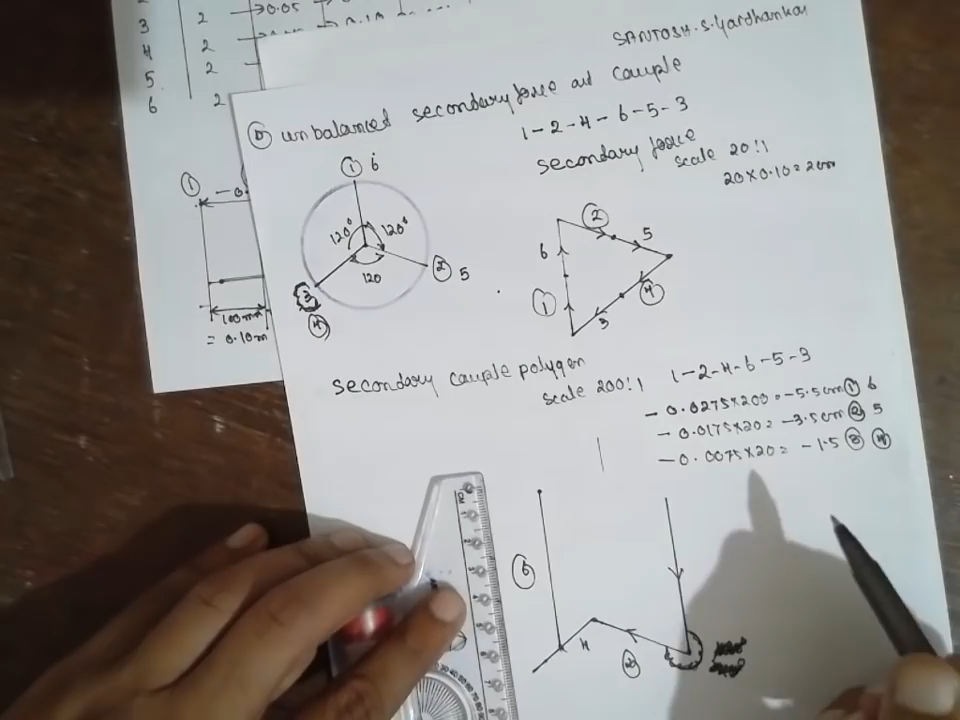 3 2 →0.05
4 2
5 2
6 2
SANTOSH.S.Yardhankar
① - 0.
100mm
= 0.10m
ⓑ unbalanced secondary force and couple
1-2-4-6-5-3
secondary force
scale 20:1
20×0.10=2cm
① 6
120° 120°
120
② 5
③
④
② 5
6
① ④
3
secondary couple polygon
scale 200:1 1-2-4-6-5-3
- 0.0275×200 = -5.5cm ① 6
- 0.0175×20= -3.5cm ② 5
- 0.0075×20= -1.5 ③ ④
⑥
4
②